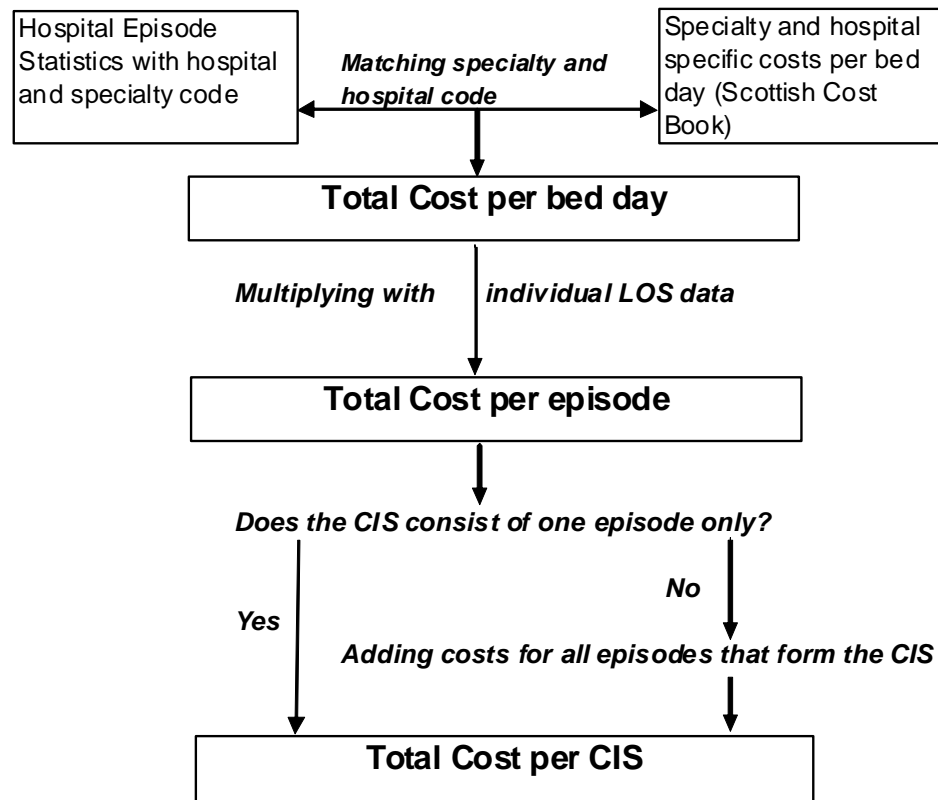 Hospital Episode
Statistics with hospital
and specialty code
Matching specialty and
hospital code
Specialty and hospital
specific costs per bed
day (Scottish Cost
Book)
Total Cost per bed day
Multiplying with individual LOS data
Total Cost per episode
Does the CIS consist of one episode only?
Yes
No
Adding costs for all episodes that form the CIS
Total Cost per CIS